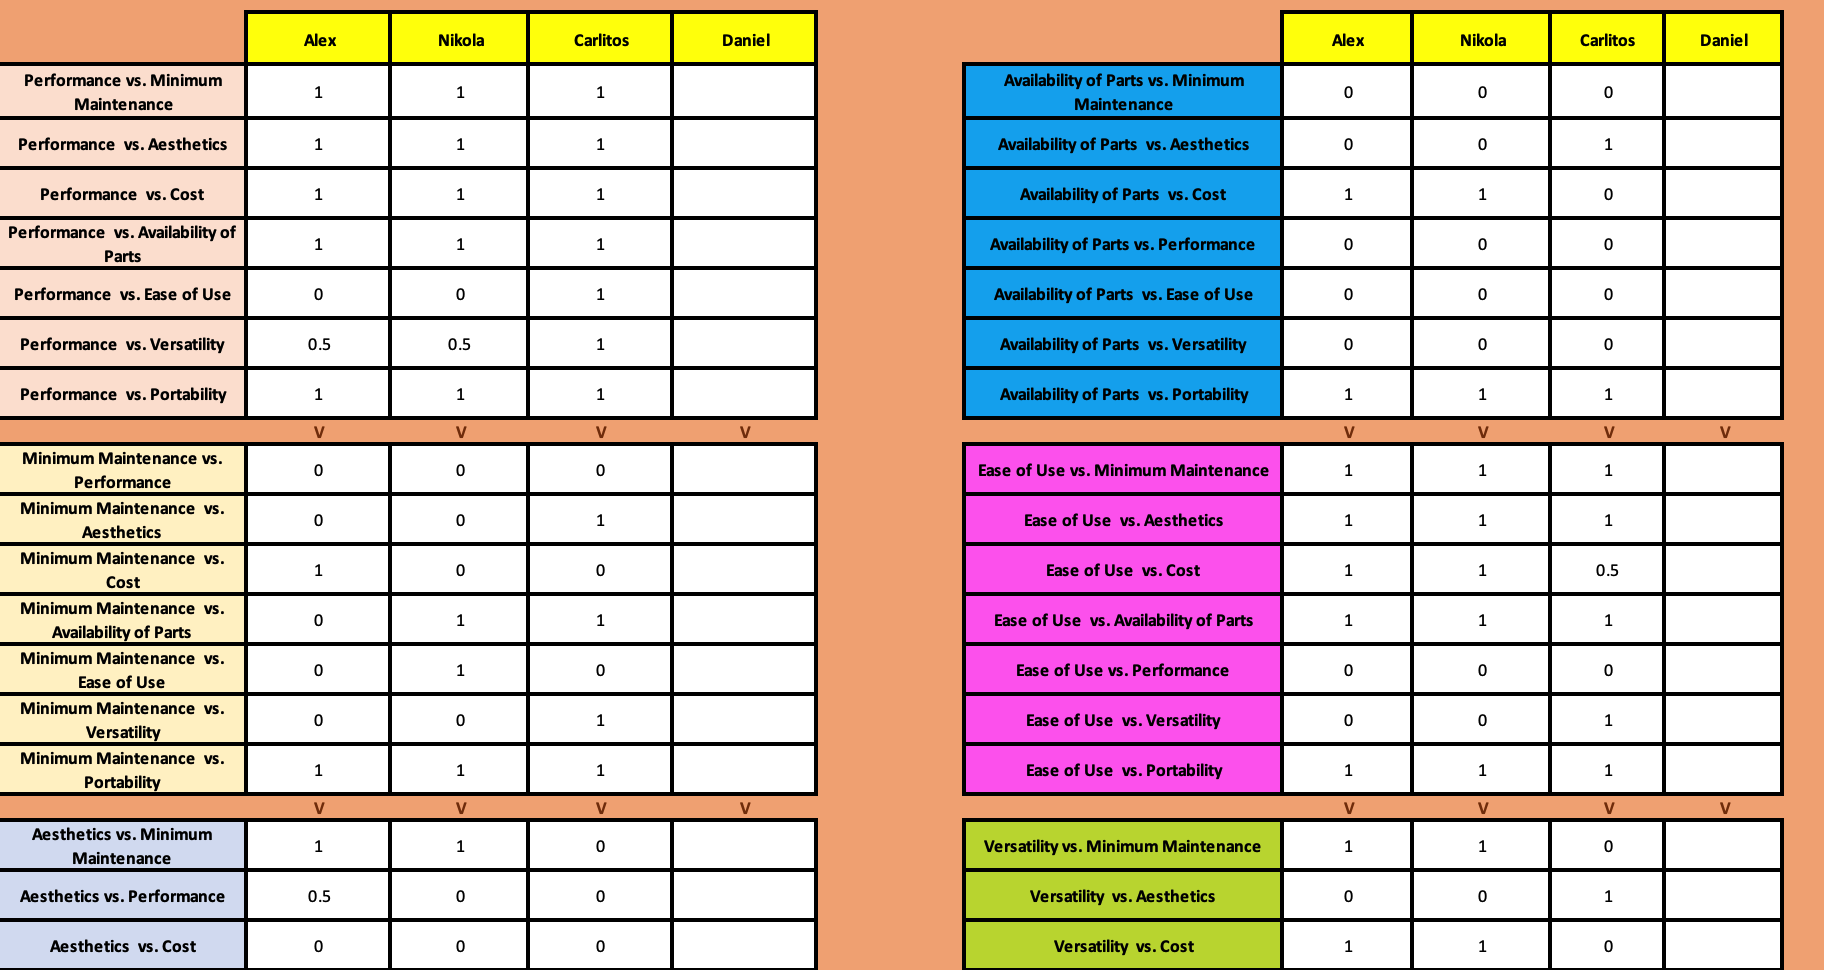 Alex Nikola Carlitos Daniel
Performance vs. Minimum
Maintenance 1 1 1
Performance vs. Aesthetics 1 1 1
Performance vs. Cost 1 1 1
Performance vs. Availability of
Parts 1 1 1
Performance vs. Ease of Use 0 0 1
Performance vs. Versatility 0.5 0.5 1
Performance vs. Portability 1 1 1
V V V V
Minimum Maintenance vs.
Performance 0 0 0
Minimum Maintenance vs.
Aesthetics 0 0 1
Minimum Maintenance vs.
Cost 1 0 0
Minimum Maintenance vs.
Availability of Parts 0 1 1
Minimum Maintenance vs.
Ease of Use 0 1 0
Minimum Maintenance vs.
Versatility 0 0 1
Minimum Maintenance vs.
Portability 1 1 1
V V V V
Aesthetics vs. Minimum
Maintenance 1 1 0
Aesthetics vs. Performance 0.5 0 0
Aesthetics vs. Cost 0 0 0
Alex Nikola Carlitos Daniel
Availability of Parts vs. Minimum
Maintenance 0 0 0
Availability of Parts vs. Aesthetics 0 0 1
Availability of Parts vs. Cost 1 1 0
Availability of Parts vs. Performance 0 0 0
Availability of Parts vs. Ease of Use 0 0 0
Availability of Parts vs. Versatility 0 0 0
Availability of Parts vs. Portability 1 1 1
V V V V
Ease of Use vs. Minimum Maintenance 1 1 1
Ease of Use vs. Aesthetics 1 1 1
Ease of Use vs. Cost 1 1 0.5
Ease of Use vs. Availability of Parts 1 1 1
Ease of Use vs. Performance 0 0 0
Ease of Use vs. Versatility 0 0 1
Ease of Use vs. Portability 1 1 1
V V V V
Versatility vs. Minimum Maintenance 1 1 0
Versatility vs. Aesthetics 0 0 1
Versatility vs. Cost 1 1 0